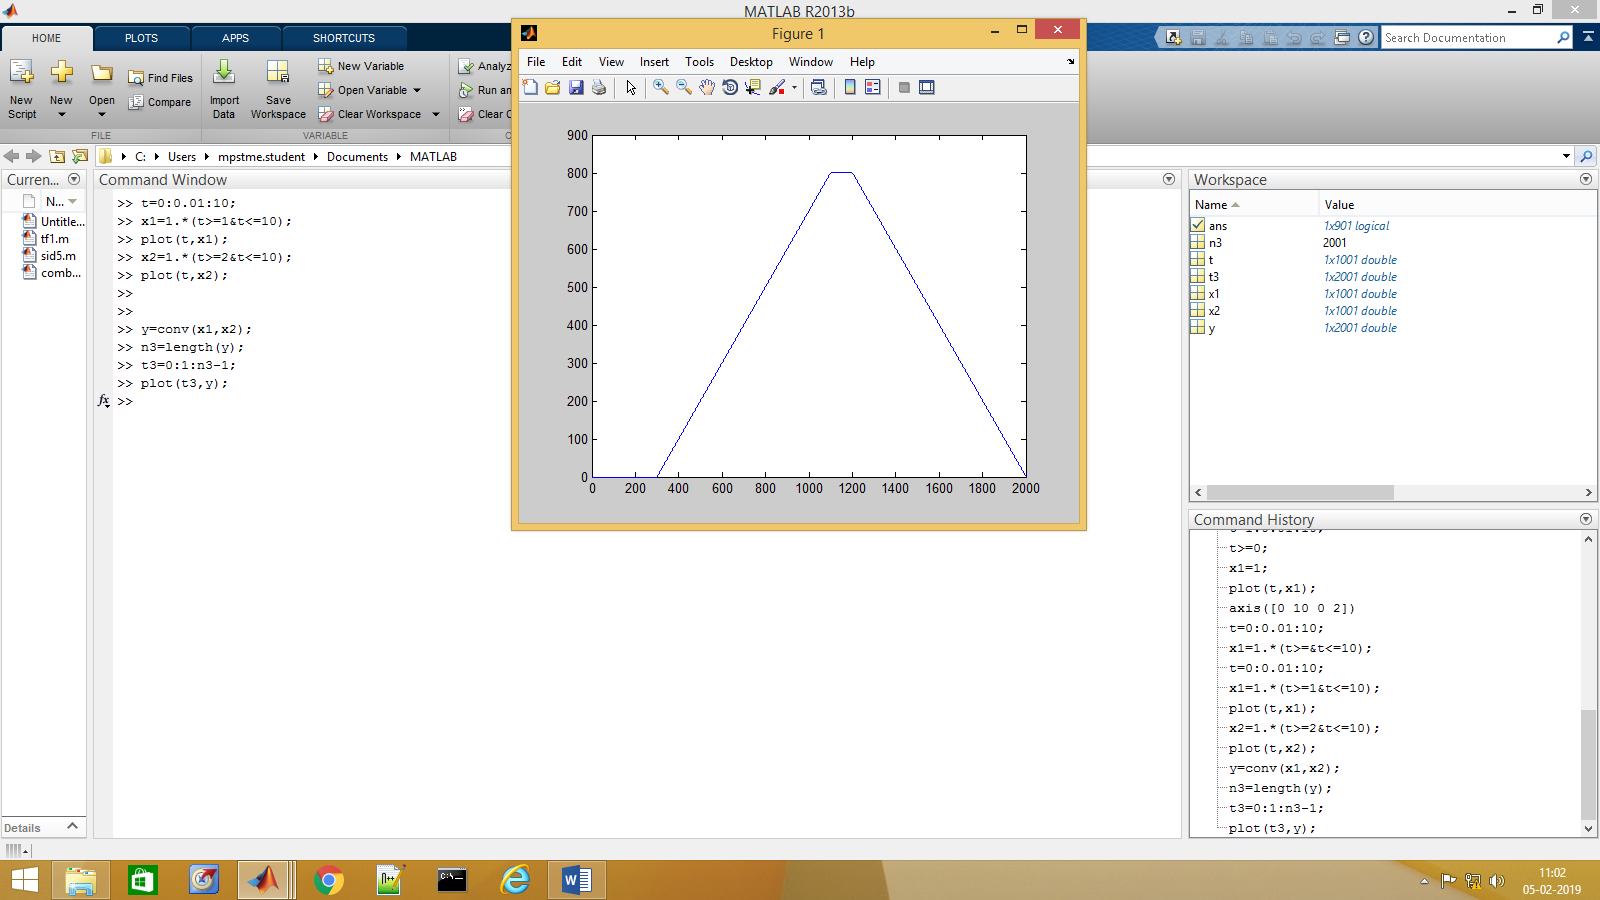 MATLAB R2013b
HOME PLOTS APPS SHORTCUTS
Search Documentation
New Script
New
Open
Find Files
Compare
FILE
Import Data
Save Workspace
New Variable
Open Variable
Clear Workspace
VARIABLE
C: Users mpstme.student Documents MATLAB
Curren...
N...
Untitle...
tf1.m
sid5.m
comb...
Details
Command Window
>> t=0:0.01:10;
>> x1=1.*(t>=1&t<=10);
>> plot(t,x1);
>> x2=1.*(t>=2&t<=10);
>> plot(t,x2);
>>
>>
>> y=conv(x1,x2);
>> n3=length(y);
>> t3=0:1:n3-1;
>> plot(t3,y);
fx >>
Figure 1
File Edit View Insert Tools Desktop Window Help
900
800
700
600
500
400
300
200
100
0
0 200 400 600 800 1000 1200 1400 1600 1800 2000
Workspace
Name Value
ans 1x901 logical
n3 2001
t 1x1001 double
t3 1x2001 double
x1 1x1001 double
x2 1x1001 double
y 1x2001 double
Command History
t>=0;
x1=1;
plot(t,x1);
axis([0 10 0 2])
t=0:0.01:10;
x1=1.*(t>=&t<=10);
t=0:0.01:10;
x1=1.*(t>=1&t<=10);
plot(t,x1);
x2=1.*(t>=2&t<=10);
plot(t,x2);
y=conv(x1,x2);
n3=length(y);
t3=0:1:n3-1;
plot(t3,y);
11:02
05-02-2019